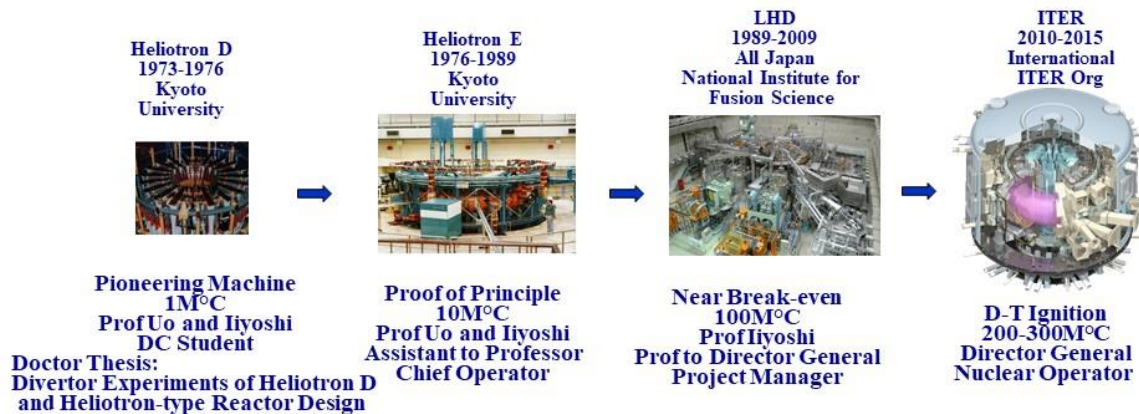 Heliotron D
1973-1976
Kyoto
University
Heliotron E
1976-1989
Kyoto
University
LHD
1989-2009
All Japan
National Institute for
Fusion Science
ITER
2010-2015
International
ITER Org
Pioneering Machine
1M°C
Prof Uo and Iiyoshi
DC Student
Doctor Thesis:
Divertor Experiments of Heliotron D
and Heliotron-type Reactor Design
Proof of Principle
10M°C
Prof Uo and Iiyoshi
Assistant to Professor
Chief Operator
Near Break-even
100M°C
Prof Iiyoshi
Prof to Director General
Project Manager
D-T Ignition
200-300M°C
Director General
Nuclear Operator